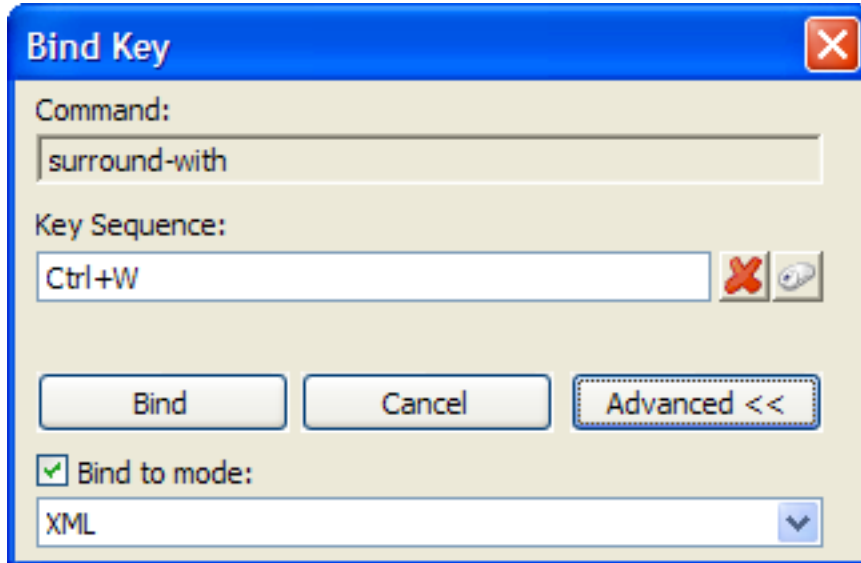 Bind Key
Command:
surround-with
Key Sequence:
Ctrl+W
Bind Cancel Advanced <<
Bind to mode:
XML